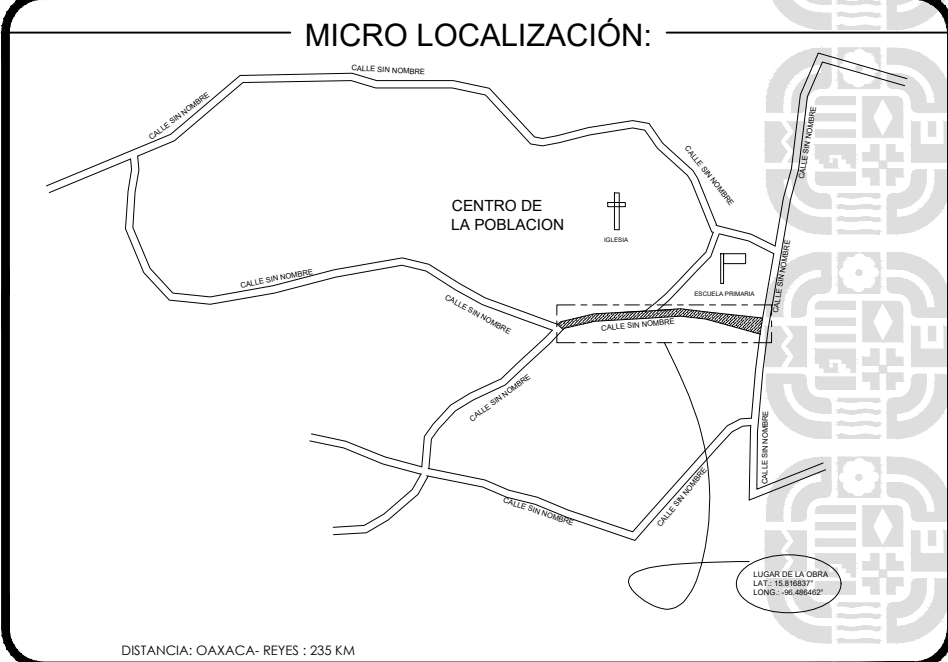 MICRO LOCALIZACIÓN:
CALLE SIN NOMBRE
CALLE SIN NOMBRE
CALLE SIN NOMBRE
CALLE SIN NOMBRE
CENTRO DE
LA POBLACION
IGLESIA
CALLE SIN NOMBRE
CALLE SIN NOMBRE
ESCUELA PRIMARIA
CALLE SIN NOMBRE
CALLE SIN NOMBRE
CALLE SIN NOMBRE
CALLE SIN NOMBRE
CALLE SIN NOMBRE
CALLE SIN NOMBRE
CALLE SIN NOMBRE
LUGAR DE LA OBRA
LAT.: 15.816837°
LONG.: -96.486462°
DISTANCIA: OAXACA- REYES : 235 KM